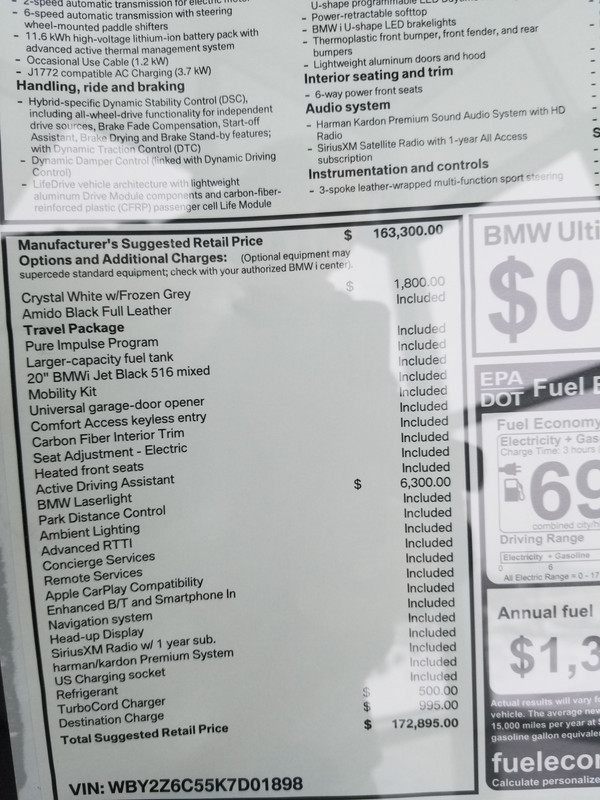 2-speed automatic transmission for electric motor
- 6-speed automatic transmission with steering
wheel-mounted paddle shifters
- 11.6 kWh high-voltage lithium-ion battery pack with
advanced active thermal management system
- Occasional Use Cable (1.2 kW)
- J1772 compatible AC Charging (3.7 kW)
Handling, ride and braking
- Hybrid-specific Dynamic Stability Control (DSC),
including all-wheel-drive functionality for independent
drive sources, Brake Fade Compensation, Start-off
Assistant, Brake Drying and Brake Stand-by features;
with Dynamic Traction Control (DTC)
- Dynamic Damper Control (linked with Dynamic Driving
Control)
- LifeDrive vehicle architecture with lightweight
aluminum Drive Module components and carbon-fiber-
reinforced plastic (CFRP) passenger cell Life Module
U-shape programmable LED
- Power-retractable softtop
- BMW i U-shape LED brakelights
- Thermoplastic front bumper, front fender, and rear
bumpers
- Lightweight aluminum doors and hood
Interior seating and trim
- 6-way power front seats
Audio system
- Harman Kardon Premium Sound Audio System with HD
Radio
- SiriusXM Satellite Radio with 1-year All Access
subscription
Instrumentation and controls
- 3-spoke leather-wrapped multi-function sport steering
Manufacturer's Suggested Retail Price $ 163,300.00
Options and Additional Charges: (Optional equipment may
supercede standard equipment; check with your authorized BMW i center).
Crystal White w/Frozen Grey $ 1,800.00
Amido Black Full Leather Included
Travel Package
Pure Impulse Program Included
Larger-capacity fuel tank Included
20" BMWi Jet Black 516 mixed Included
Mobility Kit Included
Universal garage-door opener Included
Comfort Access keyless entry Included
Carbon Fiber Interior Trim Included
Seat Adjustment - Electric Included
Heated front seats Included
Active Driving Assistant Included
BMW Laserlight $ 6,300.00
Park Distance Control Included
Ambient Lighting Included
Advanced RTTI Included
Concierge Services Included
Remote Services Included
Apple CarPlay Compatibility Included
Enhanced B/T and Smartphone In Included
Navigation system Included
Head-up Display Included
SiriusXM Radio w/ 1 year sub. Included
harman/kardon Premium System Included
US Charging socket Included
Refrigerant Included
TurboCord Charger $ 500.00
Destination Charge $ 995.00
Total Suggested Retail Price $ 172,895.00
VIN: WBY2Z6C55K7D01898
BMW Ulti
$0
EPA
DOT Fuel E
Fuel Economy
Electricity + Gas
Charge Time: 3 hours
69
combined city/h
Driving Range
Electricity + Gasoline
0 6
All Electric Range = 0 - 17
Annual fuel
$1,3
Actual results will vary f
vehicle. The average new
15,000 miles per year at $
gasoline gallon equivale
fuelecon
Calculate personalize